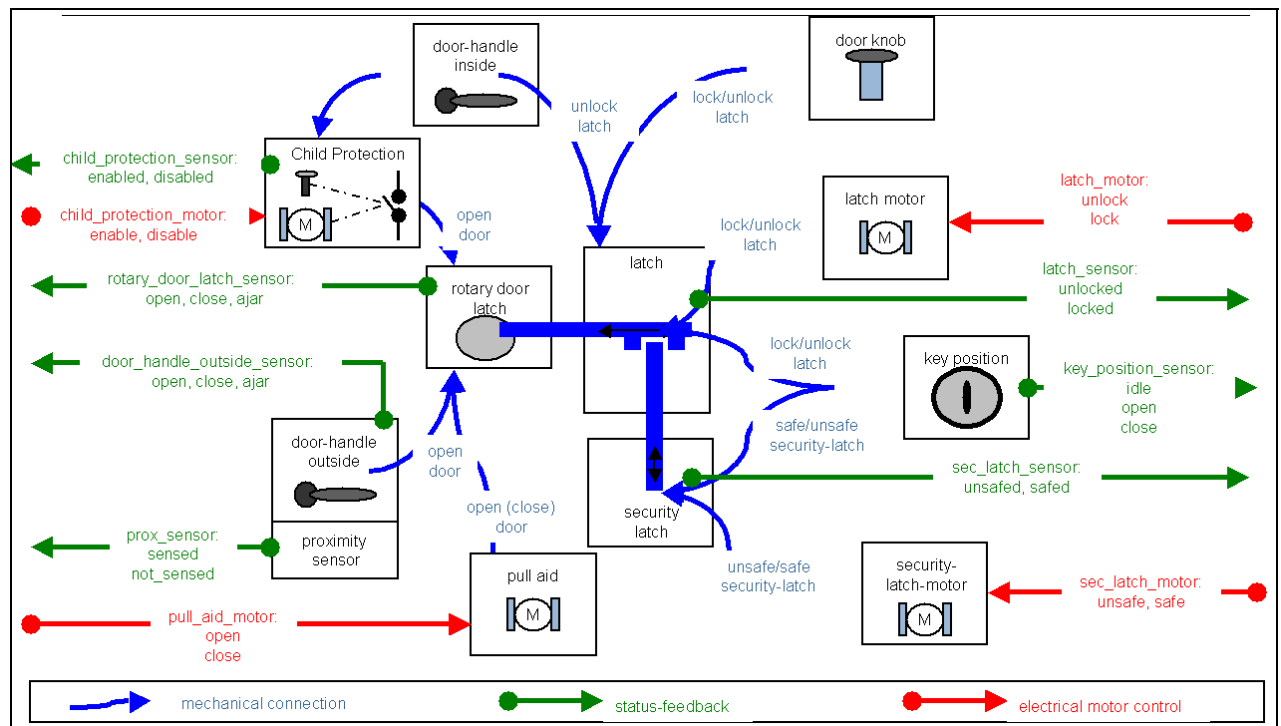 door-handle
inside
door knob
unlock
latch
lock/unlock
latch
child_protection_sensor:
enabled, disabled
Child Protection
M
child_protection_motor:
enable, disable
open
door
latch motor
M
latch_motor:
unlock
lock
lock/unlock
latch
latch
rotary_door_latch_sensor:
open, close, ajar
rotary door
latch
latch_sensor:
unlocked
locked
door_handle_outside_sensor:
open, close, ajar
lock/unlock
latch
key position
key_position_sensor:
idle
open
close
door-handle
outside
open
door
safe/unsafe
security-latch
sec_latch_sensor:
unsafed, safed
open (close)
door
security
latch
prox_sensor:
sensed
not_sensed
proximity
sensor
pull aid
M
unsafe/safe
security-latch
security-
latch-motor
M
sec_latch_motor:
unsafe, safe
pull_aid_motor:
open
close
mechanical connection
status-feedback
electrical motor control